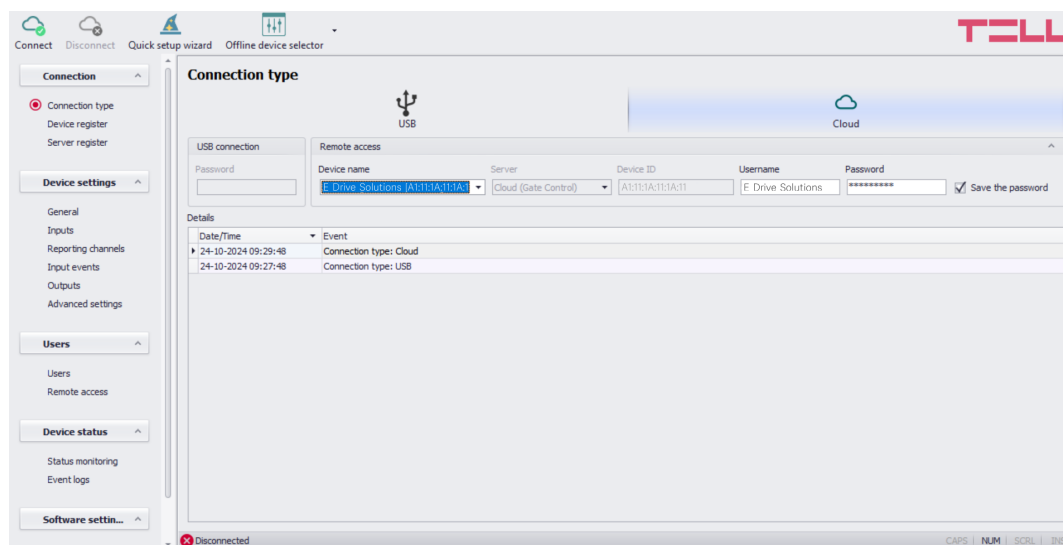 Connect Disconnect Quick setup wizard Offline device selector
TELL
Connection
Connection type
Device register
Server register
Device settings
General
Inputs
Reporting channels
Input events
Outputs
Advanced settings
Users
Users
Remote access
Device status
Status monitoring
Event logs
Software settin...
Connection type
USB
Cloud
USB connection
Password
Remote access
Device name Server Device ID Username Password
E Drive Solutions [A1:11:1A;11:1A:1 Cloud (Gate Control) A1:11:1A:11:1A:11 E Drive Solutions ********* Save the password
Details
Date/Time Event
24-10-2024 09:29:48 Connection type: Cloud
24-10-2024 09:27:48 Connection type: USB
Disconnected
CAPS NUM SCRL